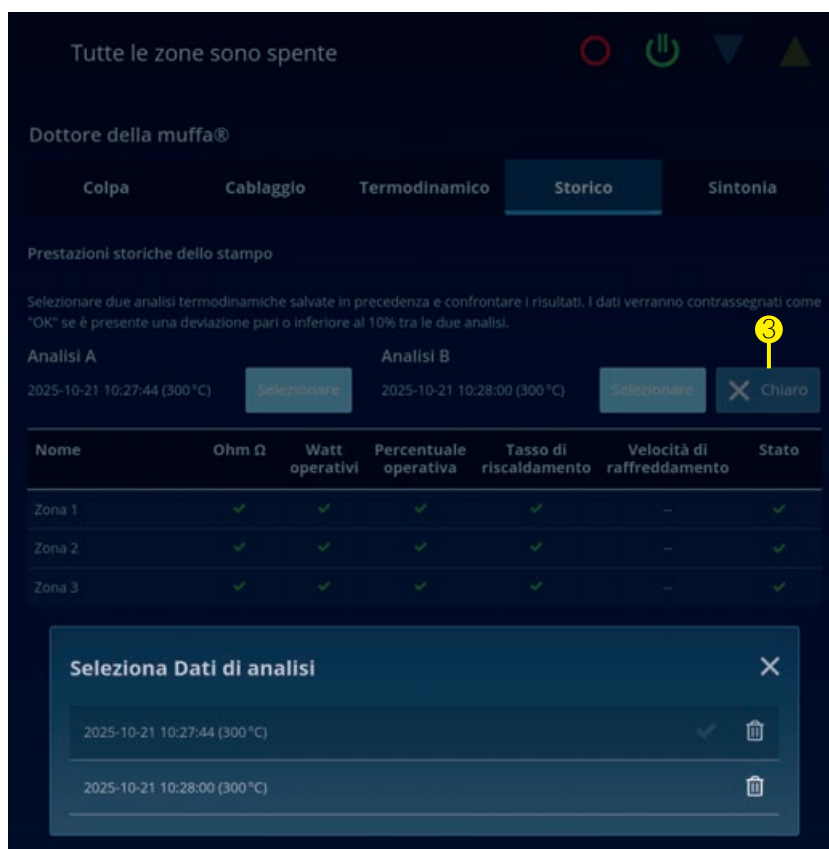 Tutte le zone sono spente
Dottore della muffa®
Colpa Cablaggio Termodinamico Storico Sintonia
Prestazioni storiche dello stampo
Selezionare due analisi termodinamiche salvate in precedenza e confrontare i risultati. I dati verranno contrassegnati come
"OK" se è presente una deviazione pari o inferiore al 10% tra le due analisi.
3
Analisi A Analisi B
2025-10-21 10:27:44 (300 °C) Selezionare 2025-10-21 10:28:00 (300 °C) Selezionare Chiaro
Nome Ohm Ω Watt operativi Percentuale operativa Tasso di riscaldamento Velocità di raffreddamento Stato
Zona 1 --
Zona 2 --
Zona 3 --
Seleziona Dati di analisi
2025-10-21 10:27:44 (300 °C)
2025-10-21 10:28:00 (300 °C)